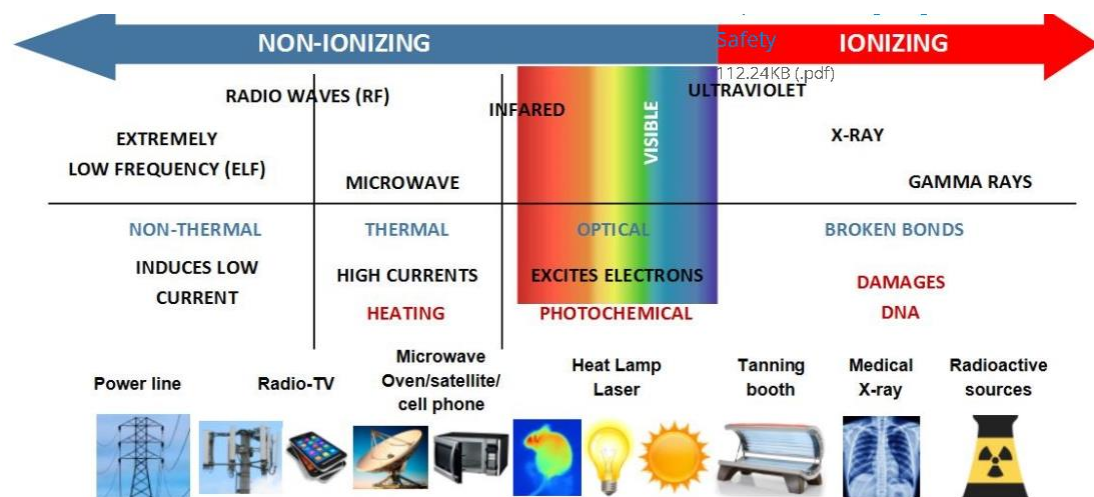 NON-IONIZING
Safety
IONIZING
112.24KB (.pdf)
RADIO WAVES (RF)
INFARED
VISIBLE
ULTRAVIOLET
EXTREMELY
LOW FREQUENCY (ELF)
MICROWAVE
X-RAY
GAMMA RAYS
NON-THERMAL
THERMAL
OPTICAL
BROKEN BONDS
INDUCES LOW
CURRENT
HIGH CURRENTS
HEATING
EXCITES ELECTRONS
PHOTOCHEMICAL
DAMAGES
DNA
Power line
Radio-TV
Microwave
Oven/satellite/
cell phone
Heat Lamp
Laser
Tanning
booth
Medical
X-ray
Radioactive
sources